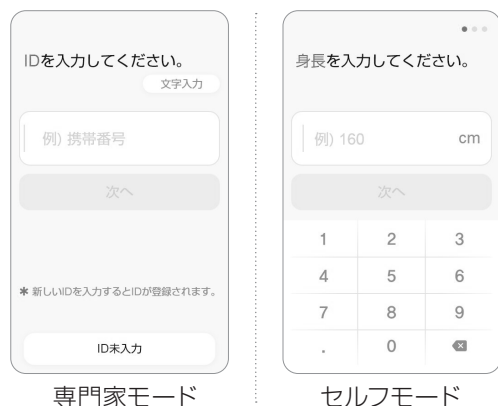 IDを入力してください。
文字入力
例) 携帯番号
次へ
✱ 新しいIDを入力するとIDが登録されます。
ID未入力
専門家モード
身長を入力してください。
例) 160 cm
次へ
1 2 3
4 5 6
7 8 9
. 0
セルフモード